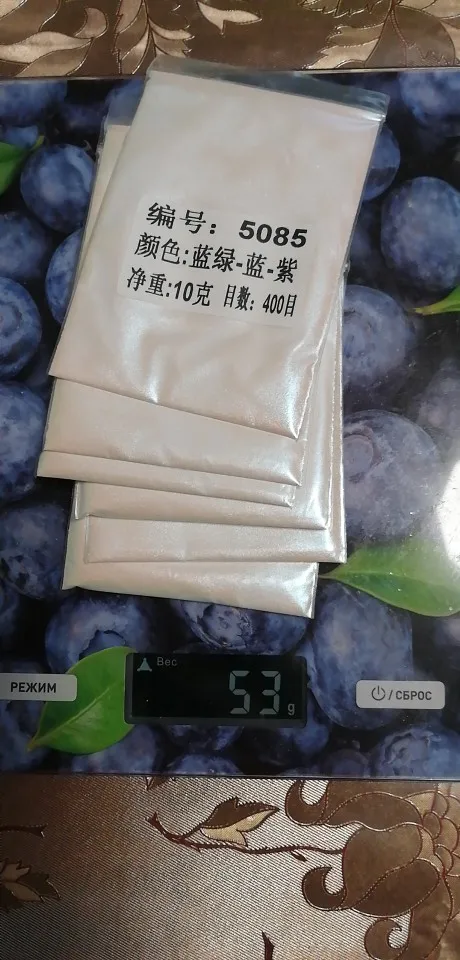 编号：5085
颜色:蓝绿-蓝-紫
净重:10克 目数：400目
Вес
53 g
РЕЖИМ
/СБРОС